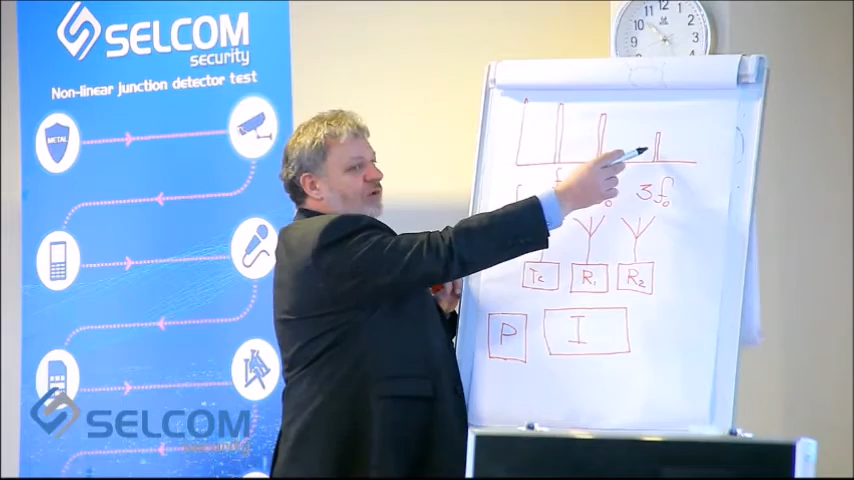 SELCOM
security
Non-linear junction detector test
12
1
2
3
4
11
10
9
8
3f₀
Tc
R₁
R₂
P
I
SELCOM